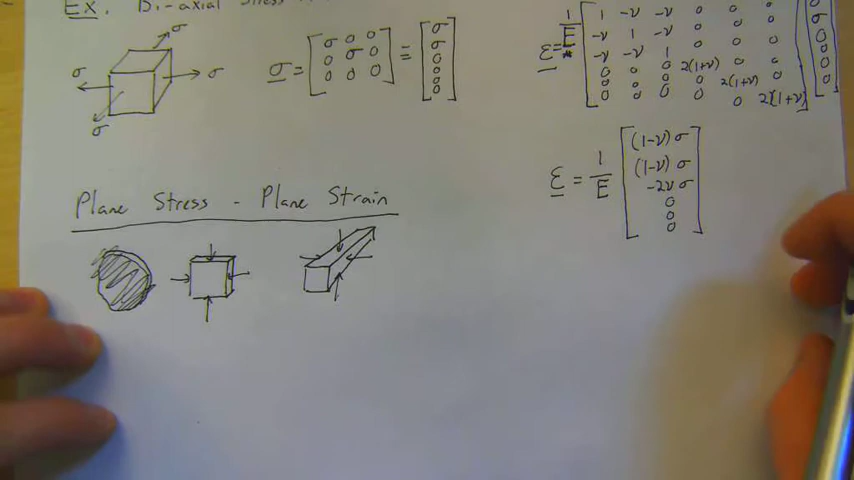 Ex. Bi-axial Stress
σ
σ
σ
σ
σ = [σ 0 0
0 σ 0
0 0 0] = [σ
σ
0
0
0
0]
ε = 1/E [1 -ν -ν 0 0 0
-ν 1 -ν 0 0 0
-ν -ν 1 0 0 0
0 0 0 2(1+ν) 0 0
0 0 0 0 2(1+ν) 0
0 0 0 0 0 2(1+ν)] [σ
σ
0
0
0
0]
Plane Stress - Plane Strain
ε = 1/E [(1-ν)σ
(1-ν)σ
-2νσ
0
0
0]